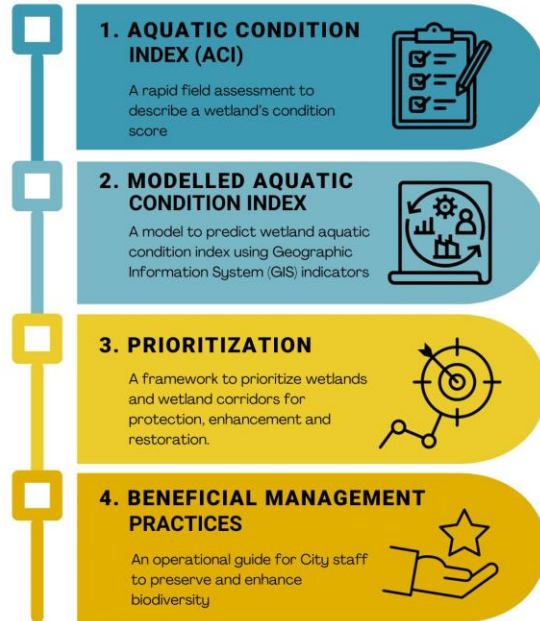 1. AQUATIC CONDITION
INDEX (ACI)
A rapid field assessment to
describe a wetland's condition
score
2. MODELLED AQUATIC
CONDITION INDEX
A model to predict wetland aquatic
condition index using Geographic
Information System (GIS) indicators
3. PRIORITIZATION
A framework to prioritize wetlands
and wetland corridors for
protection, enhancement and
restoration.
4. BENEFICIAL MANAGEMENT
PRACTICES
An operational guide for City staff
to preserve and enhance
biodiversity